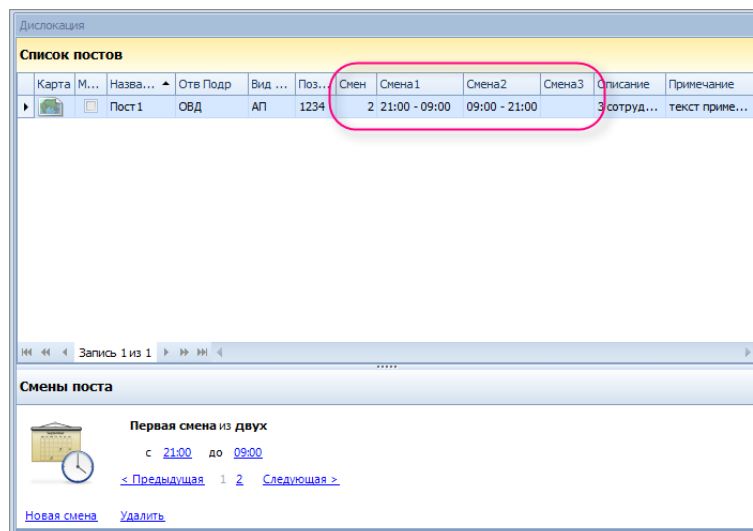 Дислокация
Список постов
Карта М... Назва... Отв Подр Вид ... Поз... Смен Смена1 Смена2 Смена3 Описание Примечание
Пост1 ОВД АП 1234 2 21:00 - 09:00 09:00 - 21:00 3 сотруд... текст приме...
Запись 1 из 1
Смены поста
Первая смена из двух
с 21:00 до 09:00
< Предыдущая 1 2 Следующая >
Новая смена Удалить